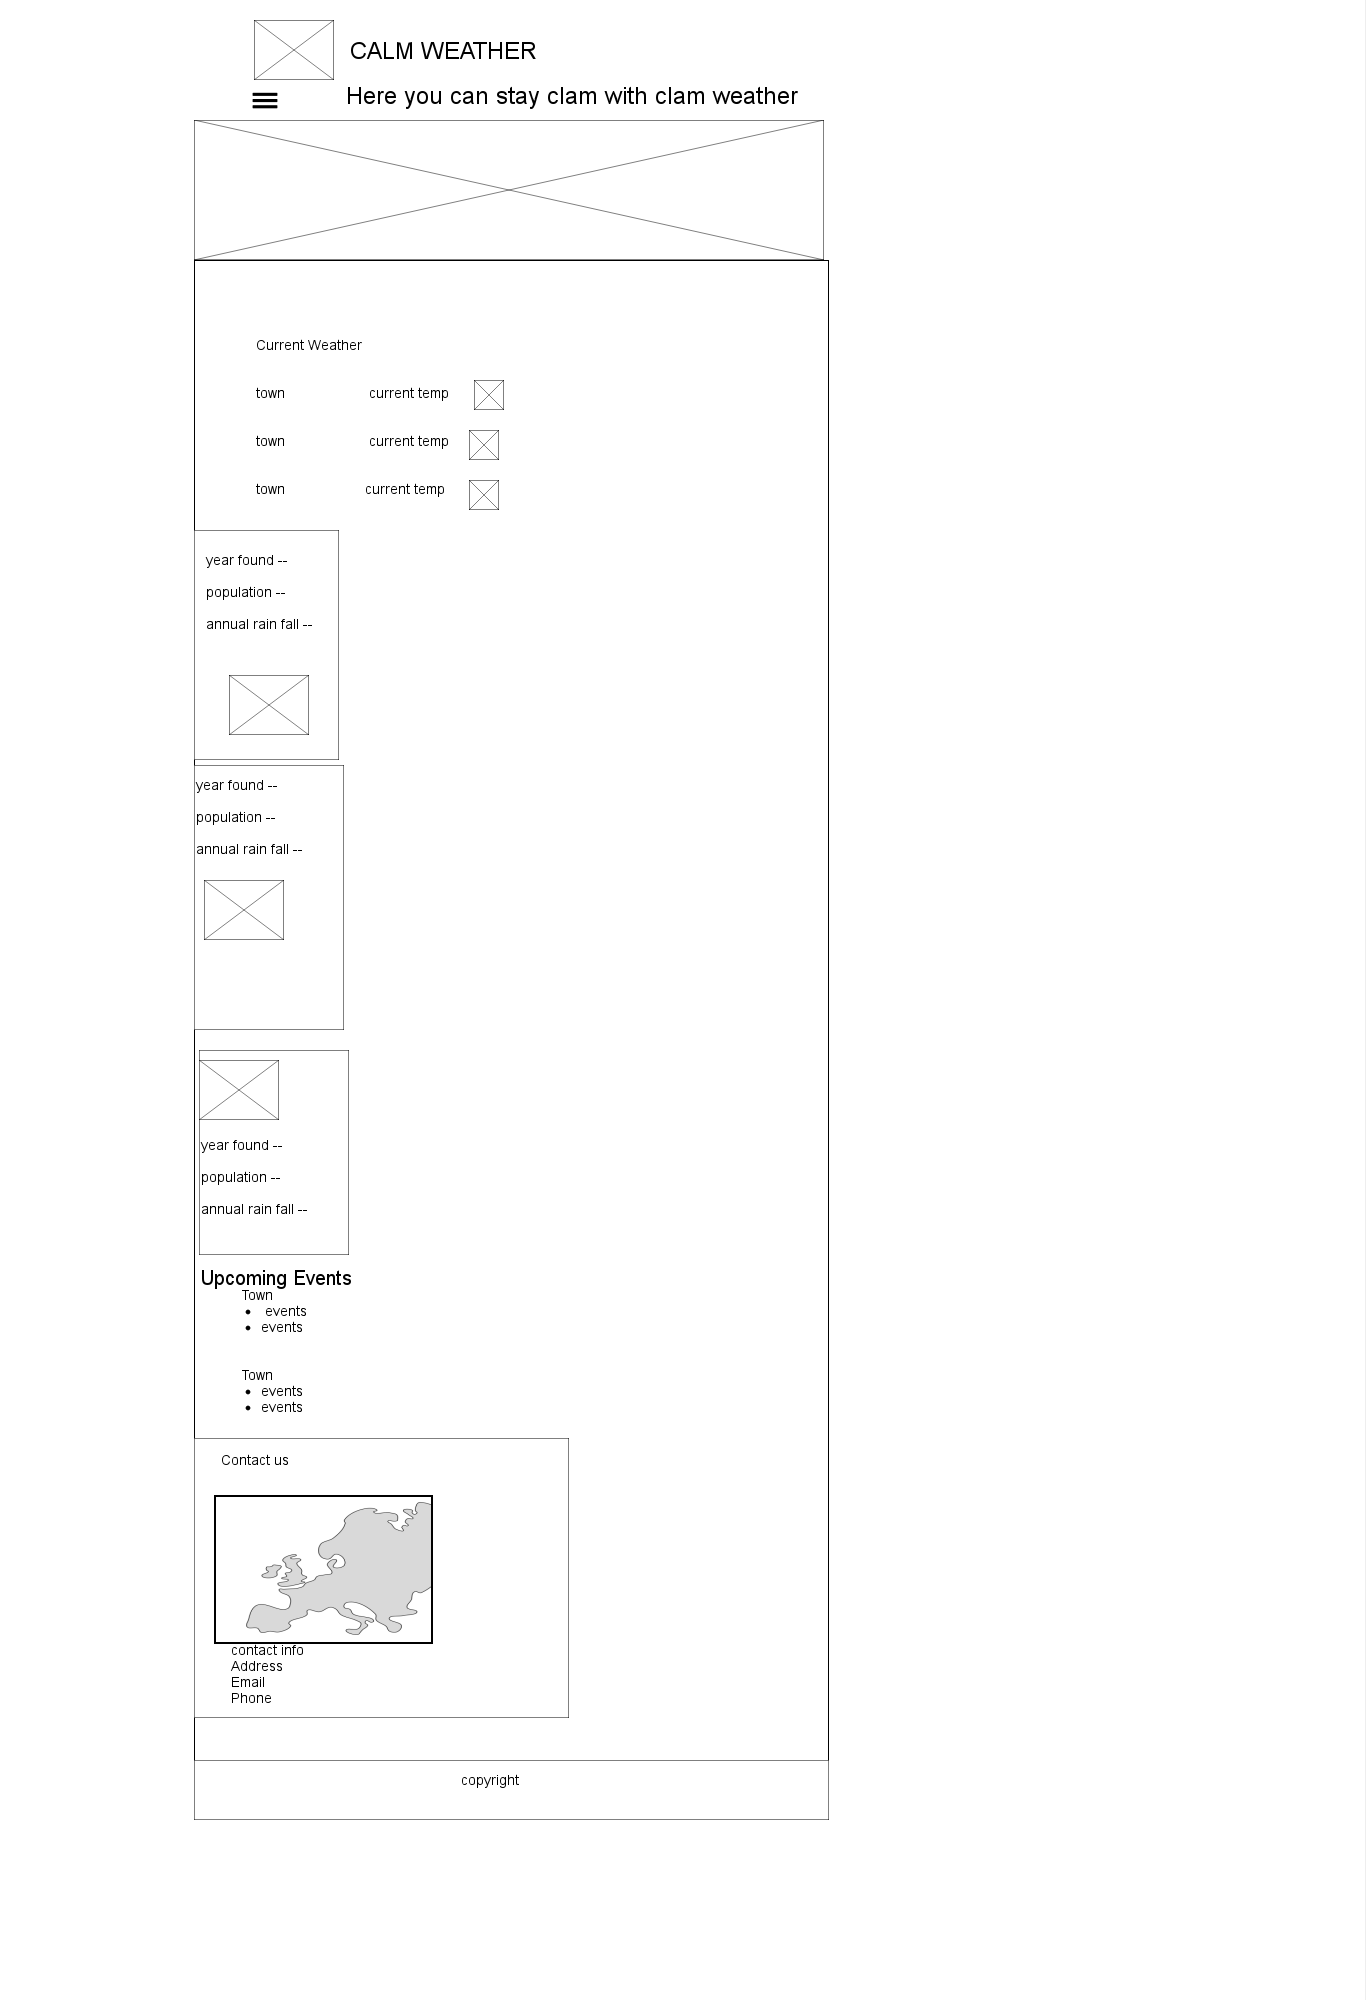 CALM WEATHER
Here you can stay clam with clam weather
Current Weather
town current temp
town current temp
town current temp
year found --
population --
annual rain fall --
year found --
population --
annual rain fall --
year found --
population --
annual rain fall --
Upcoming Events
Town
• events
• events
Town
• events
• events
Contact us
contact info
Address
Email
Phone
copyright